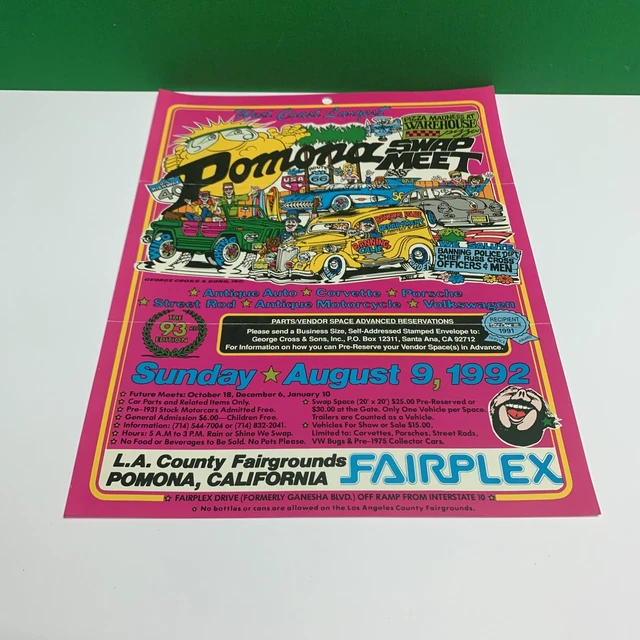 West Coast Largest
PIZZA MADNESS AT
WAREHOUSE
Pizza
Pomona SWAP
MEET
USA
ROUTE
66
40
BANNING
CALIF
WE SALUTE
BANNING POLICE DPT
CHIEF RUSS CROSS
OFFICERS & MEN
GEORGE CROSS & SONS, INC.
★ Antique Auto ★ Corvette ★ Porsche
★ Street Rod ★ Antique Motorcycle ★ Volkswagen
THE
93RD
EDITION
PARTS/VENDOR SPACE ADVANCED RESERVATIONS
Please send a Business Size, Self-Addressed Stamped Envelope to:
George Cross & Sons, Inc., P.O. Box 12311, Santa Ana, CA 92712
For Information on how you can Pre-Reserve your Vendor Space(s) in Advance.
RECIPIENT
1991
Sunday ★ August 9, 1992
★ Future Meets: October 18, December 6, January 10
★ Car Parts and Related Items Only.
★ Pre-1931 Stock Motorcars Admitted Free.
★ General Admission $6.00—Children Free.
★ Information: (714) 544-7004 or (714) 832-2041.
★ Hours: 5 A.M to 3 P.M. Rain or Shine We Swap.
★ No Food or Beverages to Be Sold. No Pets Please.
★ Swap Space (20' x 20') $25.00 Pre-Reserved or
$30.00 at the Gate. Only One Vehicle per Space.
Trailers are Counted as a Vehicle.
★ Vehicles For Show or Sale $15.00.
Limited to: Corvettes, Porsches, Street Rods,
VW Bugs & Pre-1975 Collector Cars.
L.A. County Fairgrounds
POMONA, CALIFORNIA
FAIRPLEX
★ FAIRPLEX DRIVE (FORMERLY GANESHA BLVD.) OFF RAMP FROM INTERSTATE 10 ★
○ No bottles or cans are allowed on the Los Angeles County Fairgrounds.